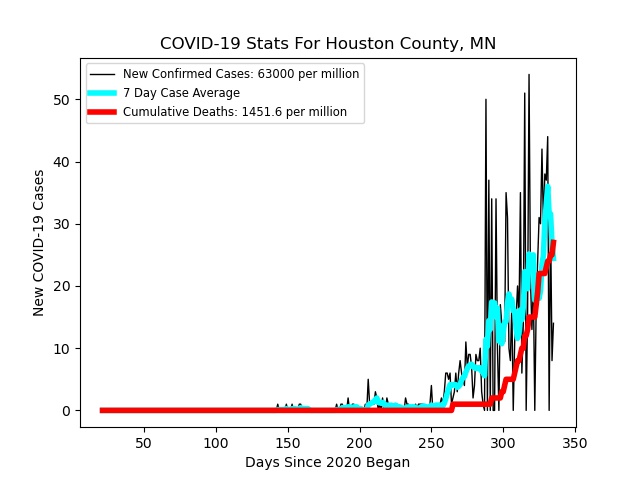 COVID-19 Stats For Houston County, MN
New Confirmed Cases: 63000 per million
7 Day Case Average
Cumulative Deaths: 1451.6 per million
New COVID-19 Cases
50
40
30
20
10
0
50
100
150
200
250
300
350
Days Since 2020 Began